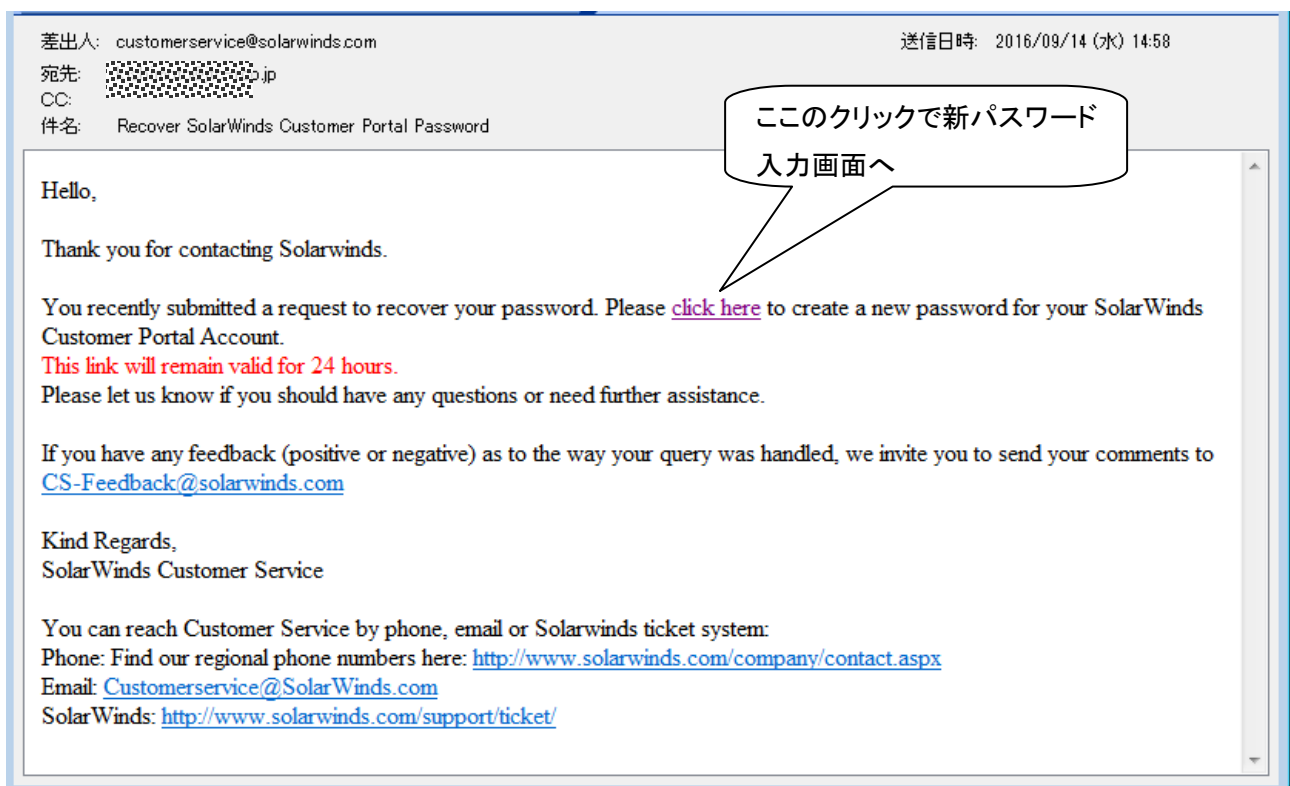 差出人: customerservice@solarwinds.com
送信日時: 2016/09/14 (水) 14:58
宛先: .jp
CC:
件名: Recover SolarWinds Customer Portal Password
ここのクリックで新パスワード
入力画面へ
Hello,
Thank you for contacting Solarwinds.
You recently submitted a request to recover your password. Please click here to create a new password for your SolarWinds
Customer Portal Account.
This link will remain valid for 24 hours.
Please let us know if you should have any questions or need further assistance.
If you have any feedback (positive or negative) as to the way your query was handled, we invite you to send your comments to
CS-Feedback@solarwinds.com
Kind Regards,
SolarWinds Customer Service
You can reach Customer Service by phone, email or Solarwinds ticket system:
Phone: Find our regional phone numbers here: http://www.solarwinds.com/company/contact.aspx
Email: Customerservice@SolarWinds.com
SolarWinds: http://www.solarwinds.com/support/ticket/